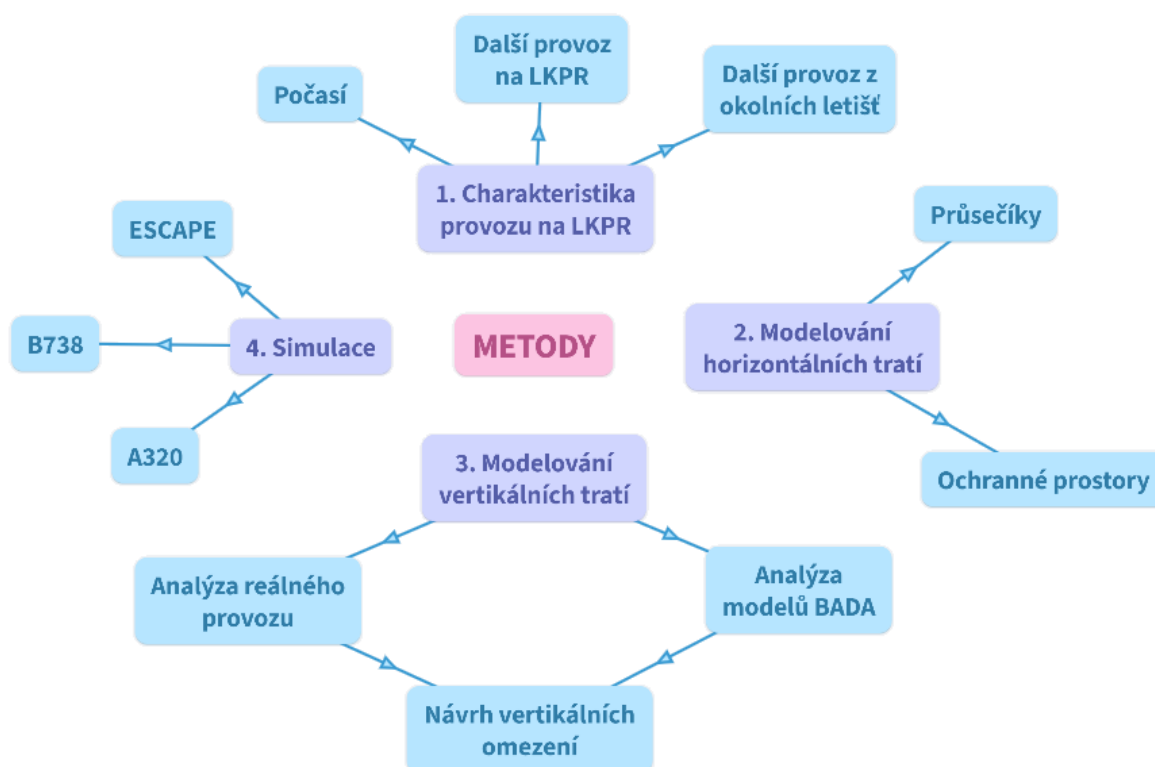 Další provoz
na LKPR
Počasí
Další provoz z
okolních letišť
1. Charakteristika
provozu na LKPR
ESCAPE
Průsečíky
B738
4. Simulace
METODY
2. Modelování
horizontálních tratí
A320
3. Modelování
vertikálních tratí
Ochranné prostory
Analýza reálného
provozu
Analýza
modelů BADA
Návrh vertikálních
omezení